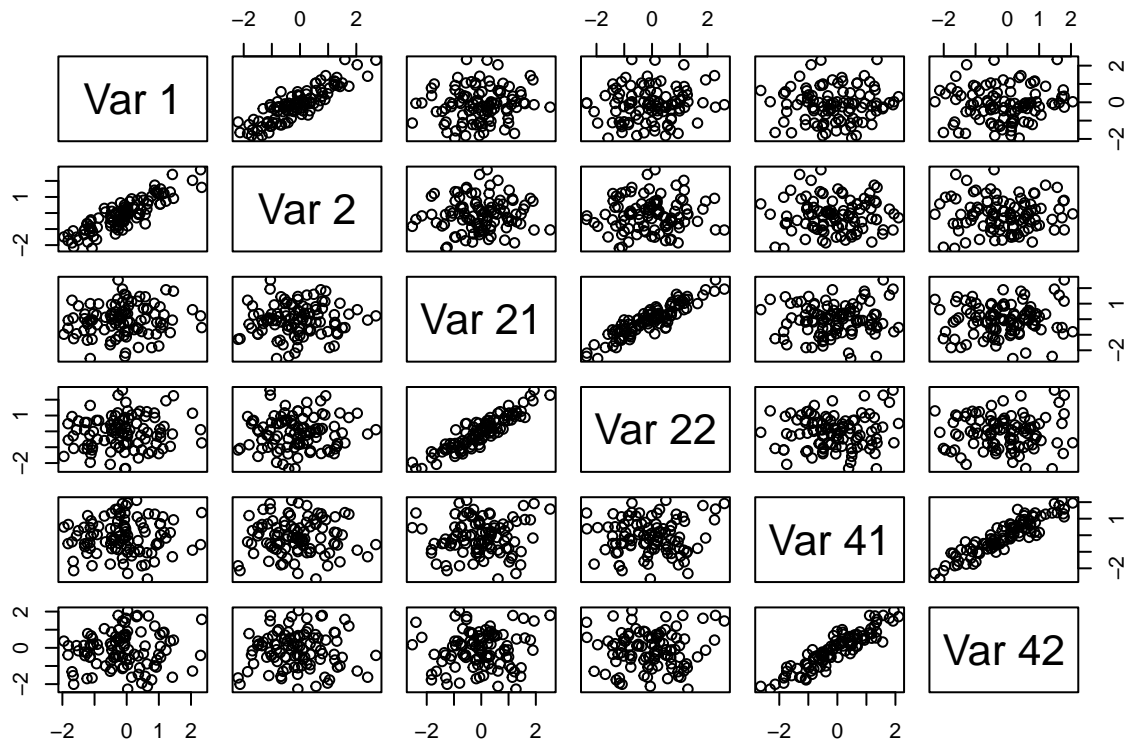 −2 0 2 −2 0 2 −2 0 1 2
Var 1 −2 0 2
−2 1 Var 2
Var 21 −2 1
−2 1 Var 22
Var 41 −2 1
−2 0 2 Var 42
−2 0 1 2 −2 0 2 −2 0 2